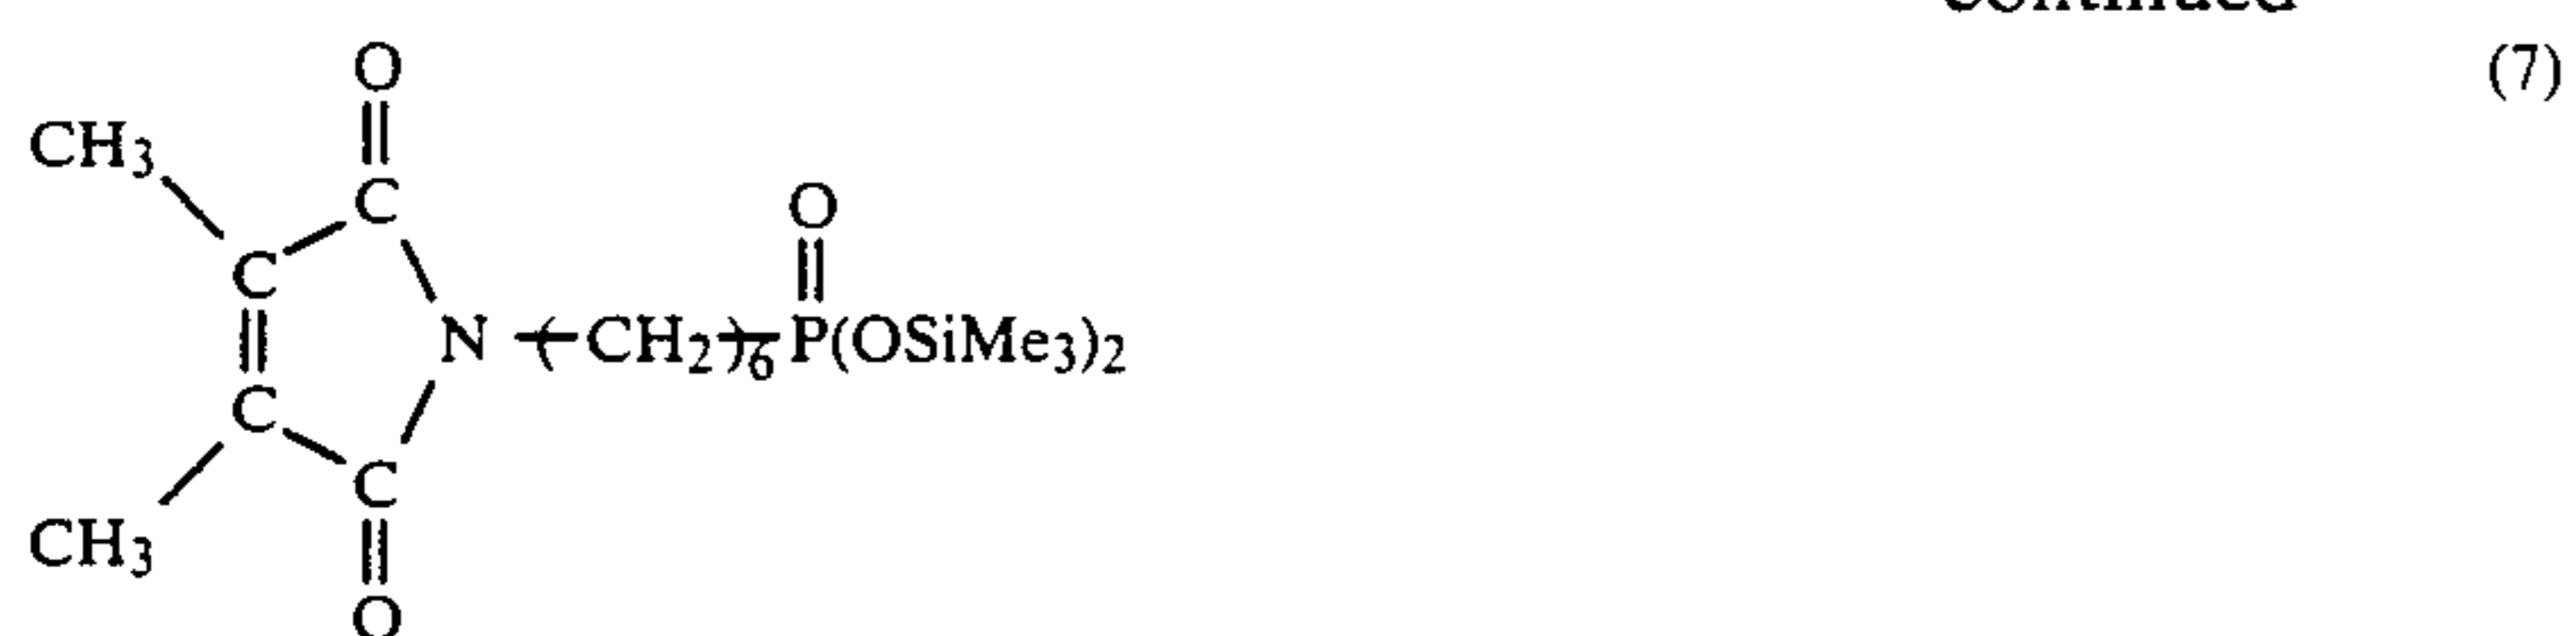 continued
(7)
O
CH3
C
O
C
N-(CH2)6-P(OSiMe3)2
C
C
CH3
O